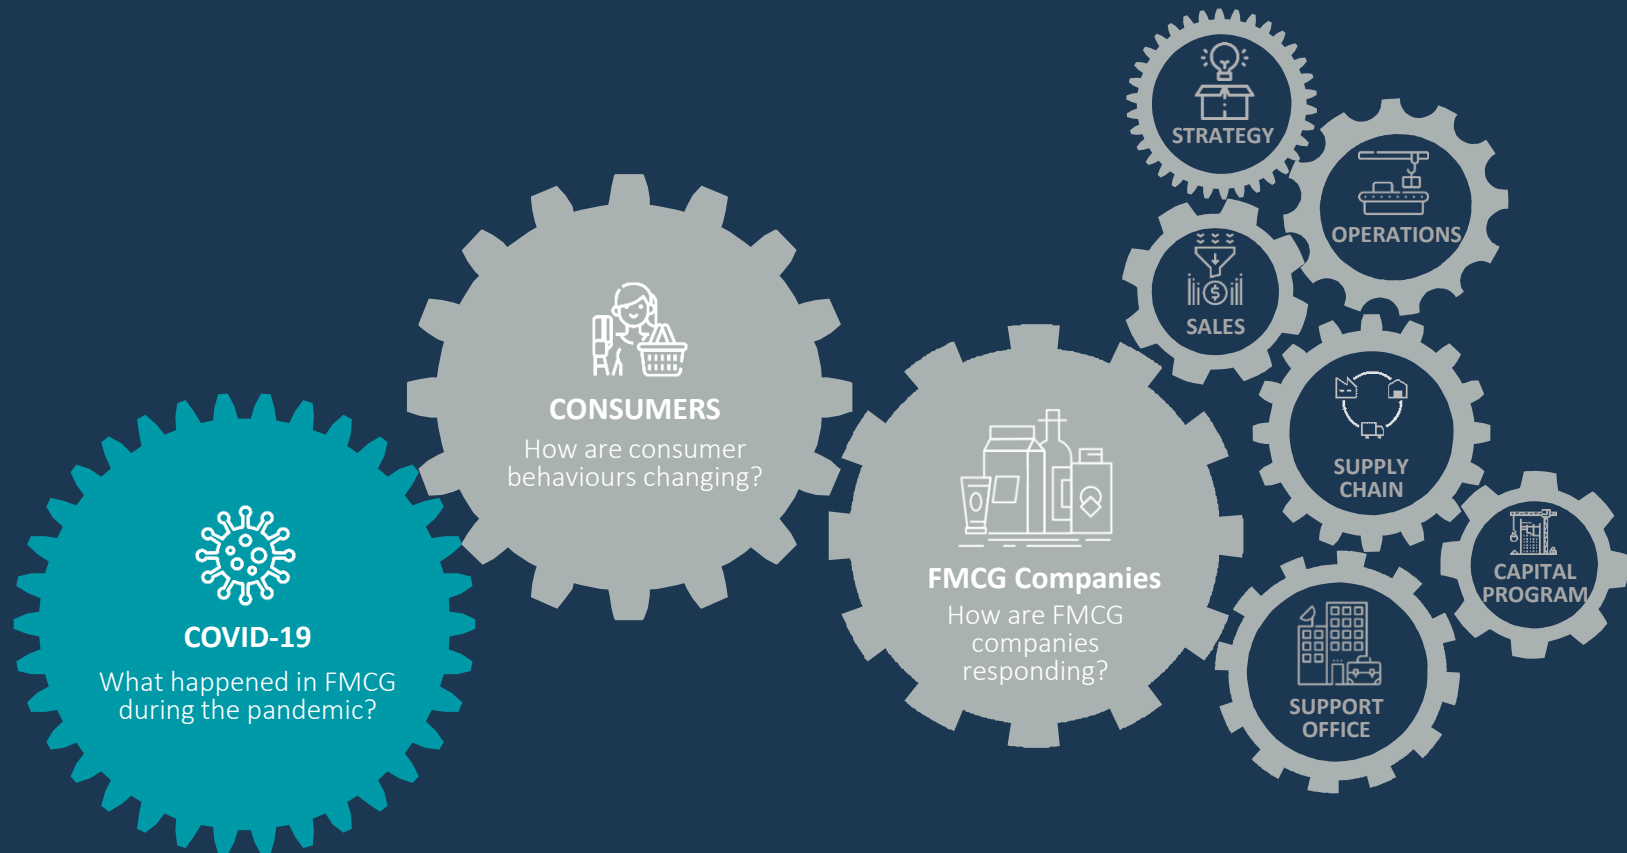 COVID-19
What happened in FMCG
during the pandemic?
CONSUMERS
How are consumer
behaviours changing?
FMCG Companies
How are FMCG
companies
responding?
STRATEGY
OPERATIONS
$
SALES
SUPPLY
CHAIN
CAPITAL
PROGRAM
SUPPORT
OFFICE